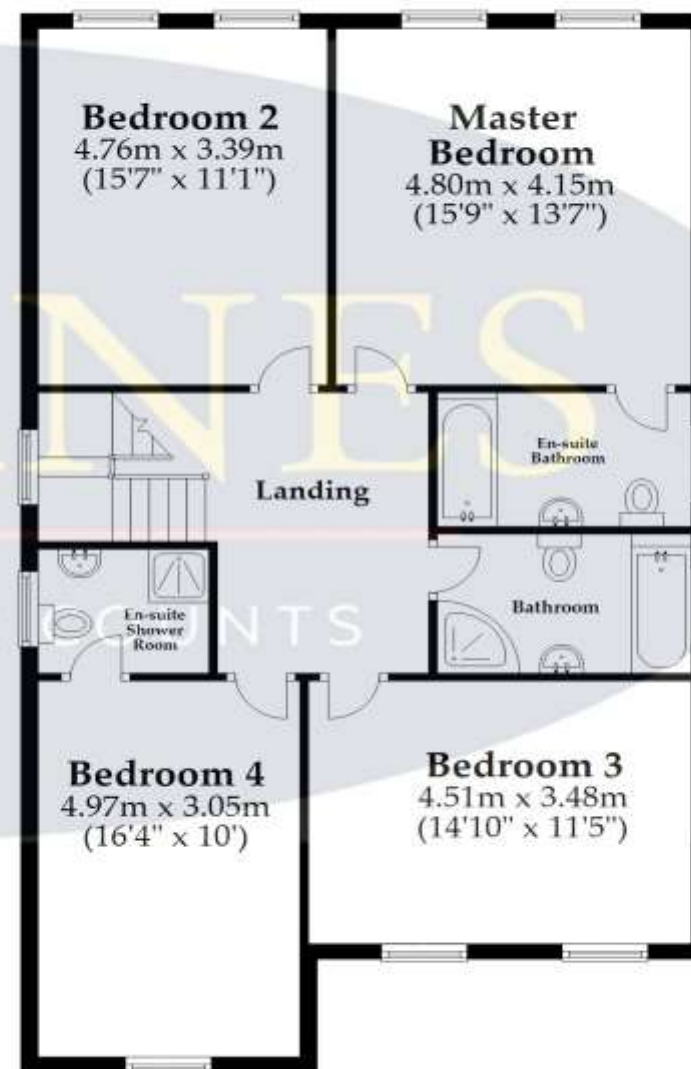 Bedroom 2
4.76m x 3.39m
(15'7" x 11'1")
Master
Bedroom
4.80m x 4.15m
(15'9" x 13'7")
NES
En-suite
Bathroom
Landing
Bathroom
En-suite
Shower
Room
COUNTS
Bedroom 4
4.97m x 3.05m
(16'4" x 10')
Bedroom 3
4.51m x 3.48m
(14'10" x 11'5")